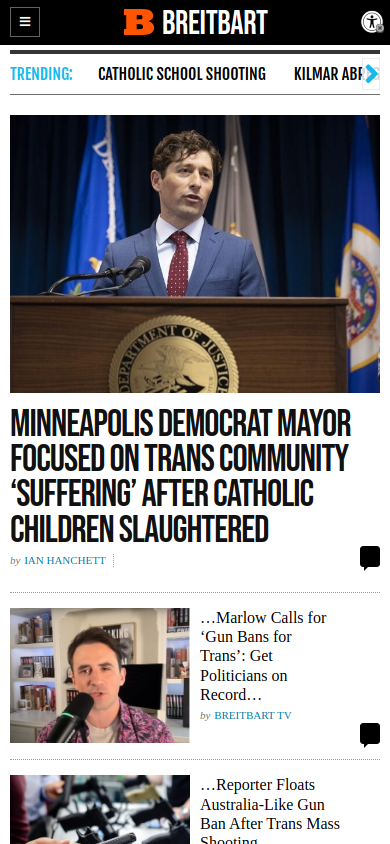 BREITBART
TRENDING:
CATHOLIC SCHOOL SHOOTING
KILMAR ABR
DEPARTMENT OF
MINNEAPOLIS DEMOCRAT MAYOR
FOCUSED ON TRANS COMMUNITY
‘SUFFERING’ AFTER CATHOLIC
CHILDREN SLAUGHTERED
by IAN HANCHETT
…Marlow Calls for
‘Gun Bans for
Trans’: Get
Politicians on
Record…
by BREITBART TV
…Reporter Floats
Australia-Like Gun
Ban After Trans Mass
Shooting